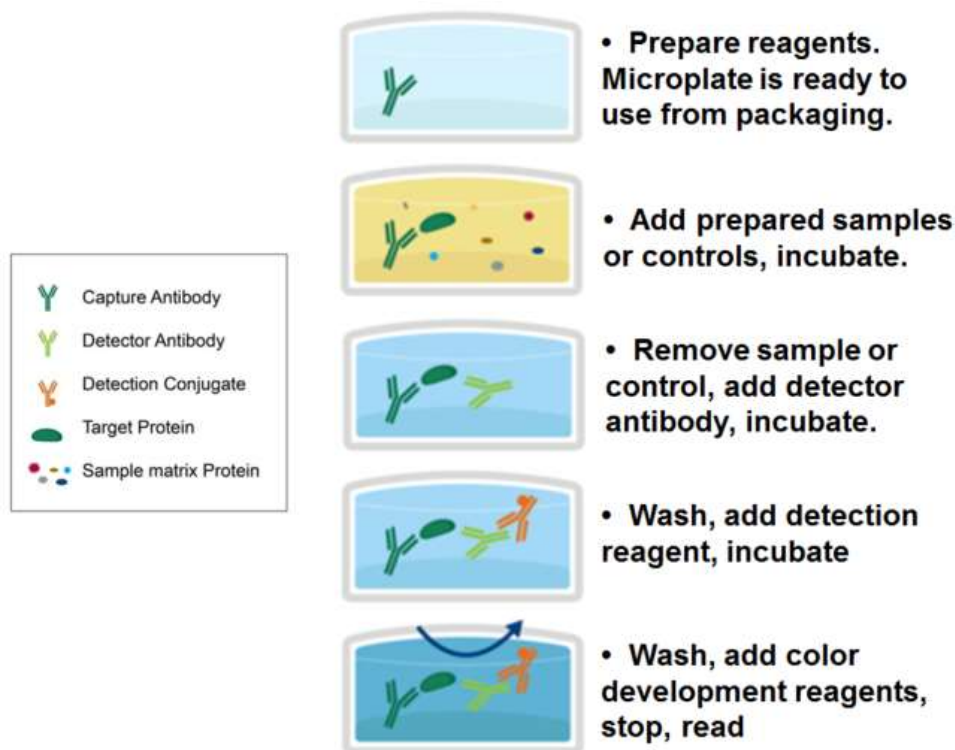 • Prepare reagents.
Microplate is ready to
use from packaging.
• Add prepared samples
or controls, incubate.
Capture Antibody
Detector Antibody
Detection Conjugate
Target Protein
Sample matrix Protein
• Remove sample or
control, add detector
antibody, incubate.
• Wash, add detection
reagent, incubate
• Wash, add color
development reagents,
stop, read